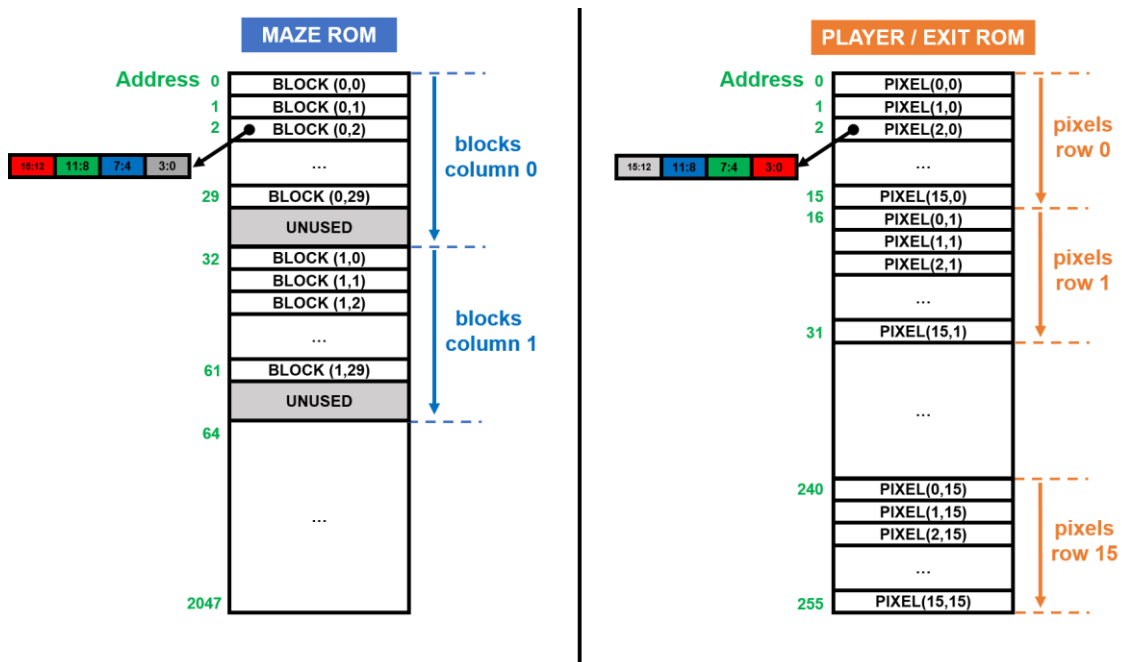 MAZE ROM
Address 0
BLOCK (0,0)
1
BLOCK (0,1)
2
BLOCK (0,2)
15:12 11:8 7:4 3:0
...
29
BLOCK (0,29)
UNUSED
blocks
column 0
32
BLOCK (1,0)
BLOCK (1,1)
BLOCK (1,2)
...
61
BLOCK (1,29)
UNUSED
blocks
column 1
64
...
2047
PLAYER / EXIT ROM
Address 0
PIXEL(0,0)
1
PIXEL(1,0)
2
PIXEL(2,0)
15:12 11:8 7:4 3:0
...
15
PIXEL(15,0)
pixels
row 0
16
PIXEL(0,1)
PIXEL(1,1)
PIXEL(2,1)
...
31
PIXEL(15,1)
pixels
row 1
...
240
PIXEL(0,15)
PIXEL(1,15)
PIXEL(2,15)
...
255
PIXEL(15,15)
pixels
row 15